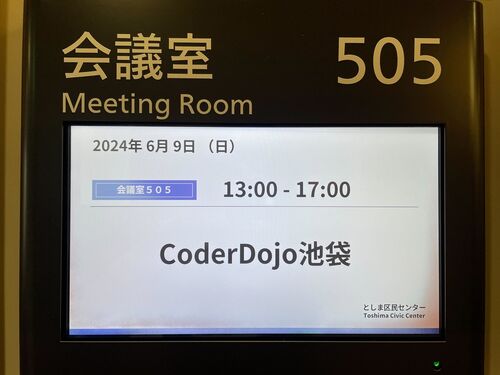 会議室 505
Meeting Room
2024年 6月 9日 （日）
会議室５０５ 13:00 - 17:00
CoderDojo池袋
としま区民センター
Toshima Civic Center